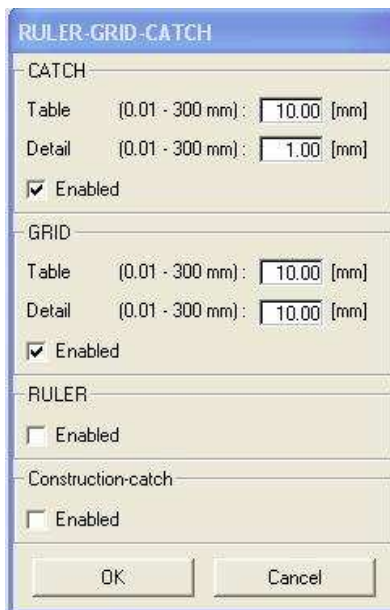 RULER-GRID-CATCH
CATCH
Table (0.01 - 300 mm) : 10.00 [mm]
Detail (0.01 - 300 mm) : 1.00 [mm]
Enabled
GRID
Table (0.01 - 300 mm) : 10.00 [mm]
Detail (0.01 - 300 mm) : 10.00 [mm]
Enabled
RULER
Enabled
Construction-catch
Enabled
OK Cancel